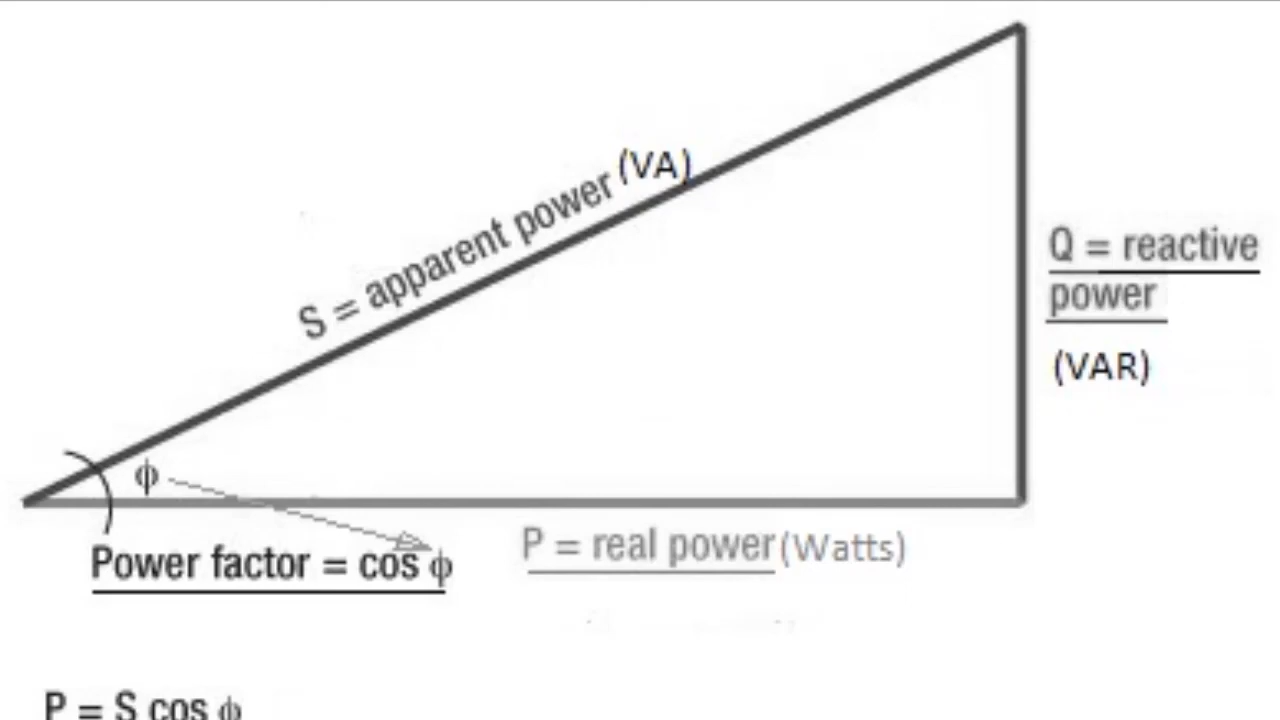 S = apparent power (VA)
Q = reactive
power
(VAR)
ϕ
Power factor = cos ϕ
P = real power (Watts)
P = S cos ϕ